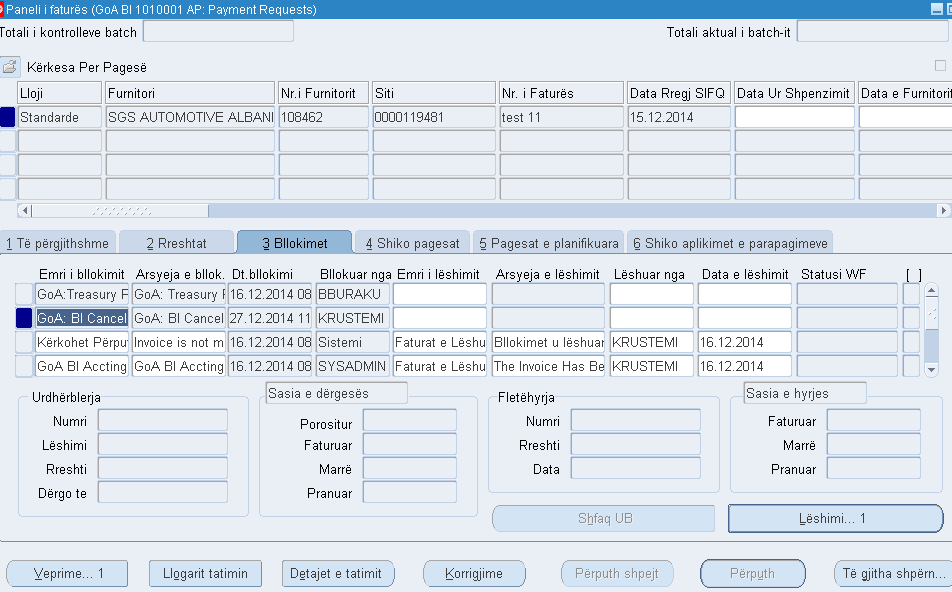 Paneli i faturës (GoA BI 1010001 AP: Payment Requests)
Totali i kontrolleve batch
Totali aktual i batch-it
Kërkesa Per Pagesë
Lloji Furnitori Nr.i Furnitorit Siti Nr. i Faturës Data Rregj SIFQ Data Ur Shpenzimit Data e Furnitorit
Standarde SGS AUTOMOTIVE ALBANI 108462 0000119481 test 11 15.12.2014
1 Të përgjithshme 2 Rreshtat 3 Bllokimet 4 Shiko pagesat 5 Pagesat e planifikuara 6 Shiko aplikimet e parapagimeve
Emri i bllokimit Arsyeja e bllok. Dt.bllokimi Bllokuar nga Emri i lëshimit Arsyeja e lëshimit Lëshuar nga Data e lëshimit Statusi WF [ ]
GoA:Treasury F GoA: Treasury F 16.12.2014 08 BBURAKU
GoA: BI Cancel GoA: BI Cancel 27.12.2014 11 KRUSTEMI
Kërkohet Përpu Invoice is not m 16.12.2014 08 Sistemi Faturat e Lëshu Bllokimet u lëshuar KRUSTEMI 16.12.2014
GoA BI Accting GoA BI Accting 16.12.2014 08 SYSADMIN Faturat e Lëshu The Invoice Has Be KRUSTEMI 16.12.2014
Urdhërblerja
Numri
Lëshimi
Rreshti
Dërgo te
Sasia e dërgesës
Porositur
Faturuar
Marrë
Pranuar
Fletëhyrja
Numri
Rreshti
Data
Sasia e hyrjes
Faturuar
Marrë
Pranuar
Shfaq UB
Lëshimi... 1
Veprime... 1 Llogarit tatimin Detajet e tatimit Korrigjime Përputh shpejt Përputh Të gjitha shpërn...